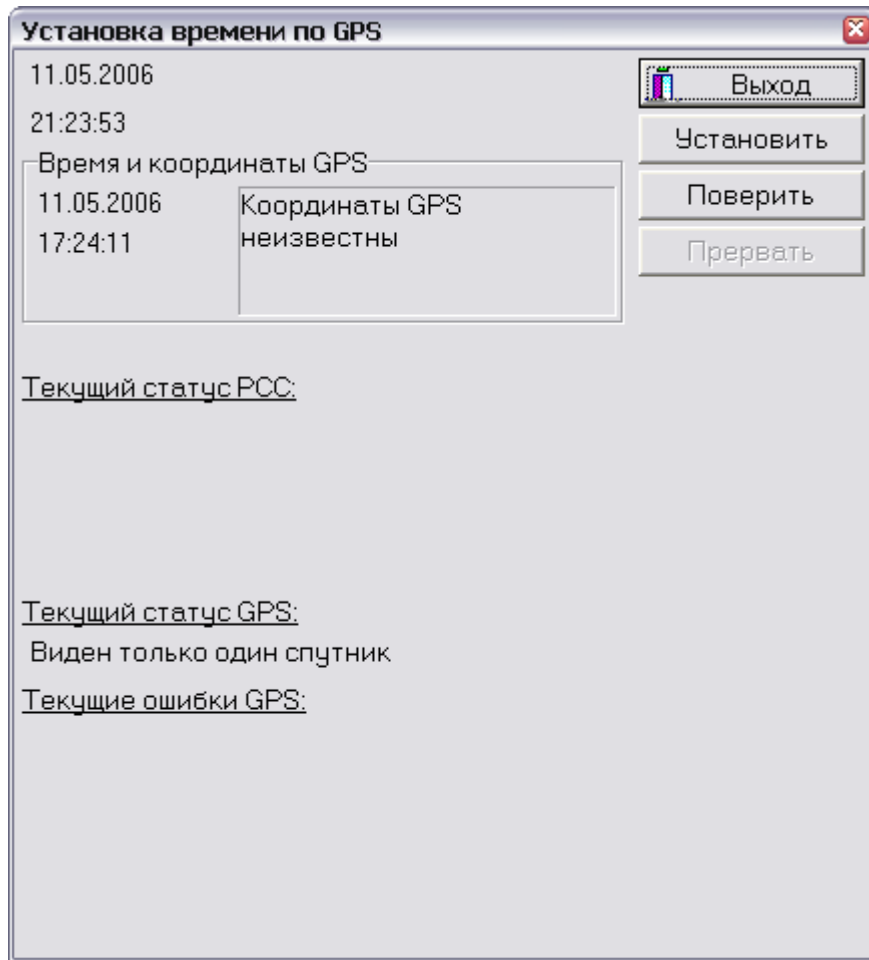 Установка времени по GPS
11.05.2006
21:23:53
Время и координаты GPS
11.05.2006
17:24:11
Координаты GPS
неизвестны
Выход
Установить
Поверить
Прервать
Текущий статус РСС:
Текущий статус GPS:
Виден только один спутник
Текущие ошибки GPS: